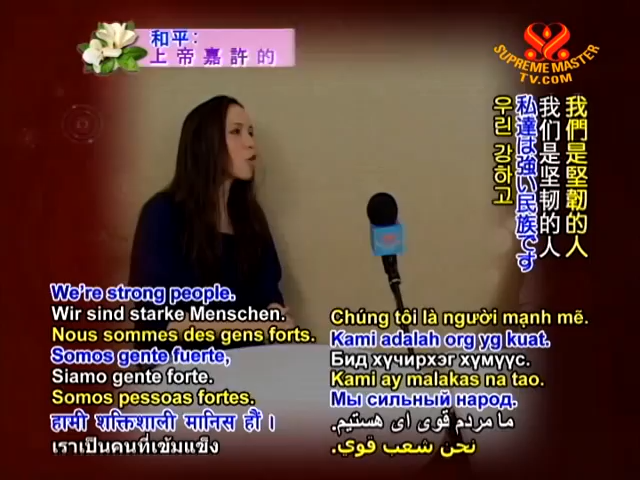 和平：
上帝嘉許的
SUPREME MASTER
TV.COM
我們是堅韌的人
我们是坚韧的人
私達は強い民族です
우린 강하고
We're strong people.
Wir sind starke Menschen.
Nous sommes des gens forts.
Somos gente fuerte,
Siamo gente forte.
Somos pessoas fortes.
हामी शक्तिशाली मानिस हौं ।
เราเป็นคนที่เข้มแข็ง
Chúng tôi là người mạnh mẽ.
Kami adalah org yg kuat.
Бид хүчирхэг хүмүүс.
Kami ay malakas na tao.
Мы сильный народ.
ما مردم قوی ای هستیم.
نحن شعب قوي.